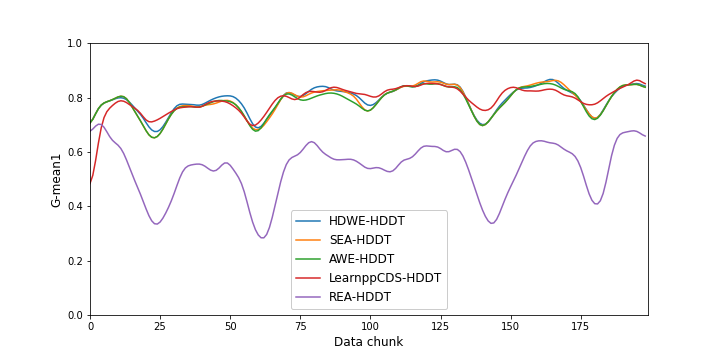 1.0
0.8
0.6
0.4
0.2
0.0
G-mean1
HDWE-HDDT
SEA-HDDT
AWE-HDDT
LearnppCDS-HDDT
REA-HDDT
0 25 50 75 100 125 150 175
Data chunk